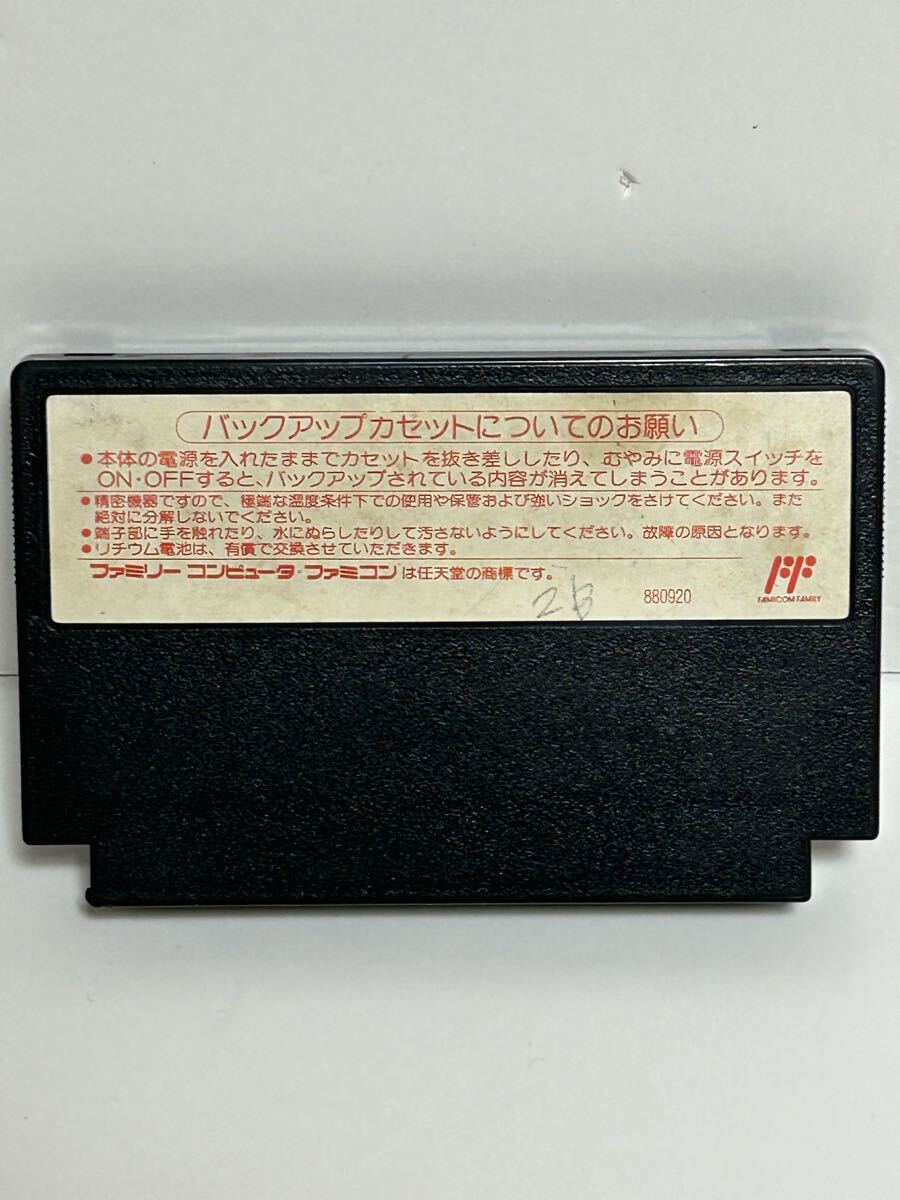 バックアップカセットについてのお願い
●本体の電源を入れたままでカセットを抜き差ししたり、むやみに電源スイッチを
ON・OFFすると、バックアップされている内容が消えてしまうことがあります。
●精密機器ですので、極端な温度条件下での使用や保管および強いショックをさけてください。また
絶対に分解しないでください。
●端子部に手を触れたり、水にぬらしたりして汚さないようにしてください。故障の原因となります。
●リチウム電池は、有償で交換させていただきます。
ファミリーコンピュータ・ファミコンは任天堂の商標です。
2B
880920
FAMICOM FAMILY